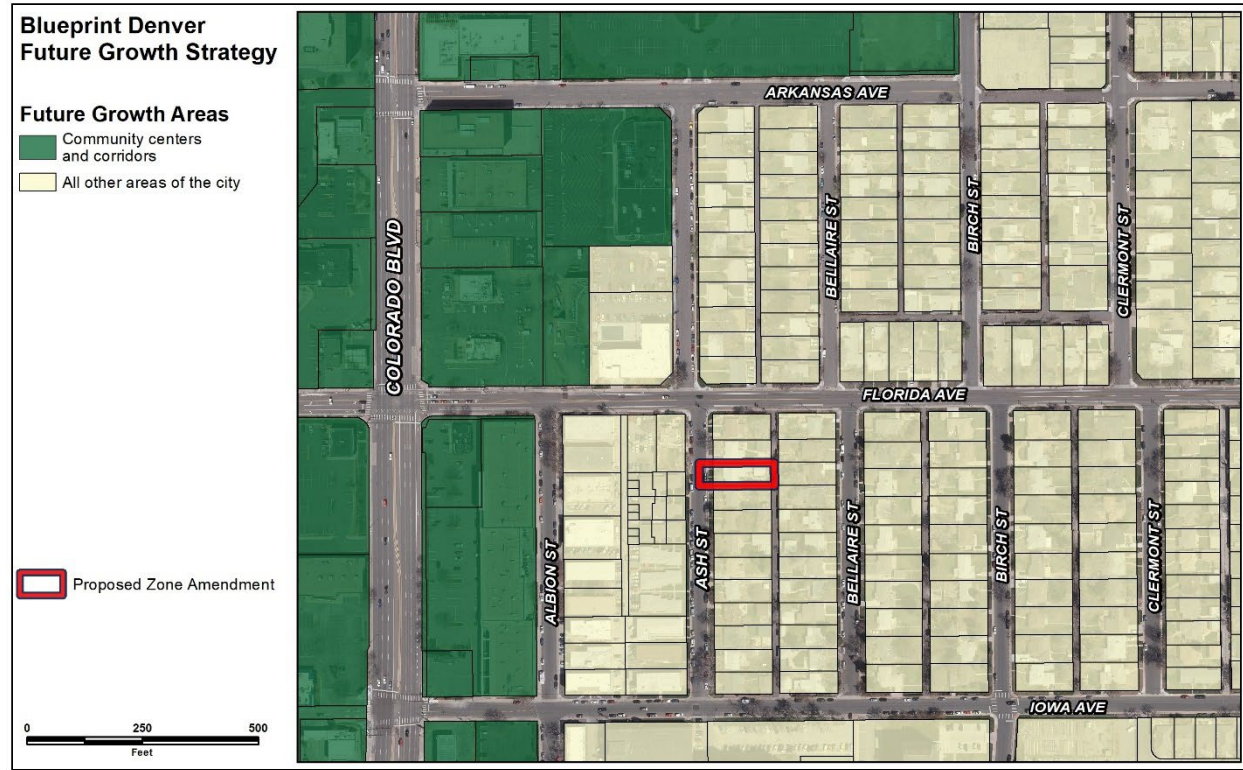 Blueprint Denver
Future Growth Strategy
Future Growth Areas
Community centers
and corridors
All other areas of the city
Proposed Zone Amendment
0 250 500
Feet
ARKANSAS AVE
COLORADO BLVD
BELLAIRE ST
BIRCH ST
CLERMONT ST
FLORIDA AVE
ALBION ST
ASH ST
BELLAIRE ST
BIRCH ST
CLERMONT ST
IOWA AVE